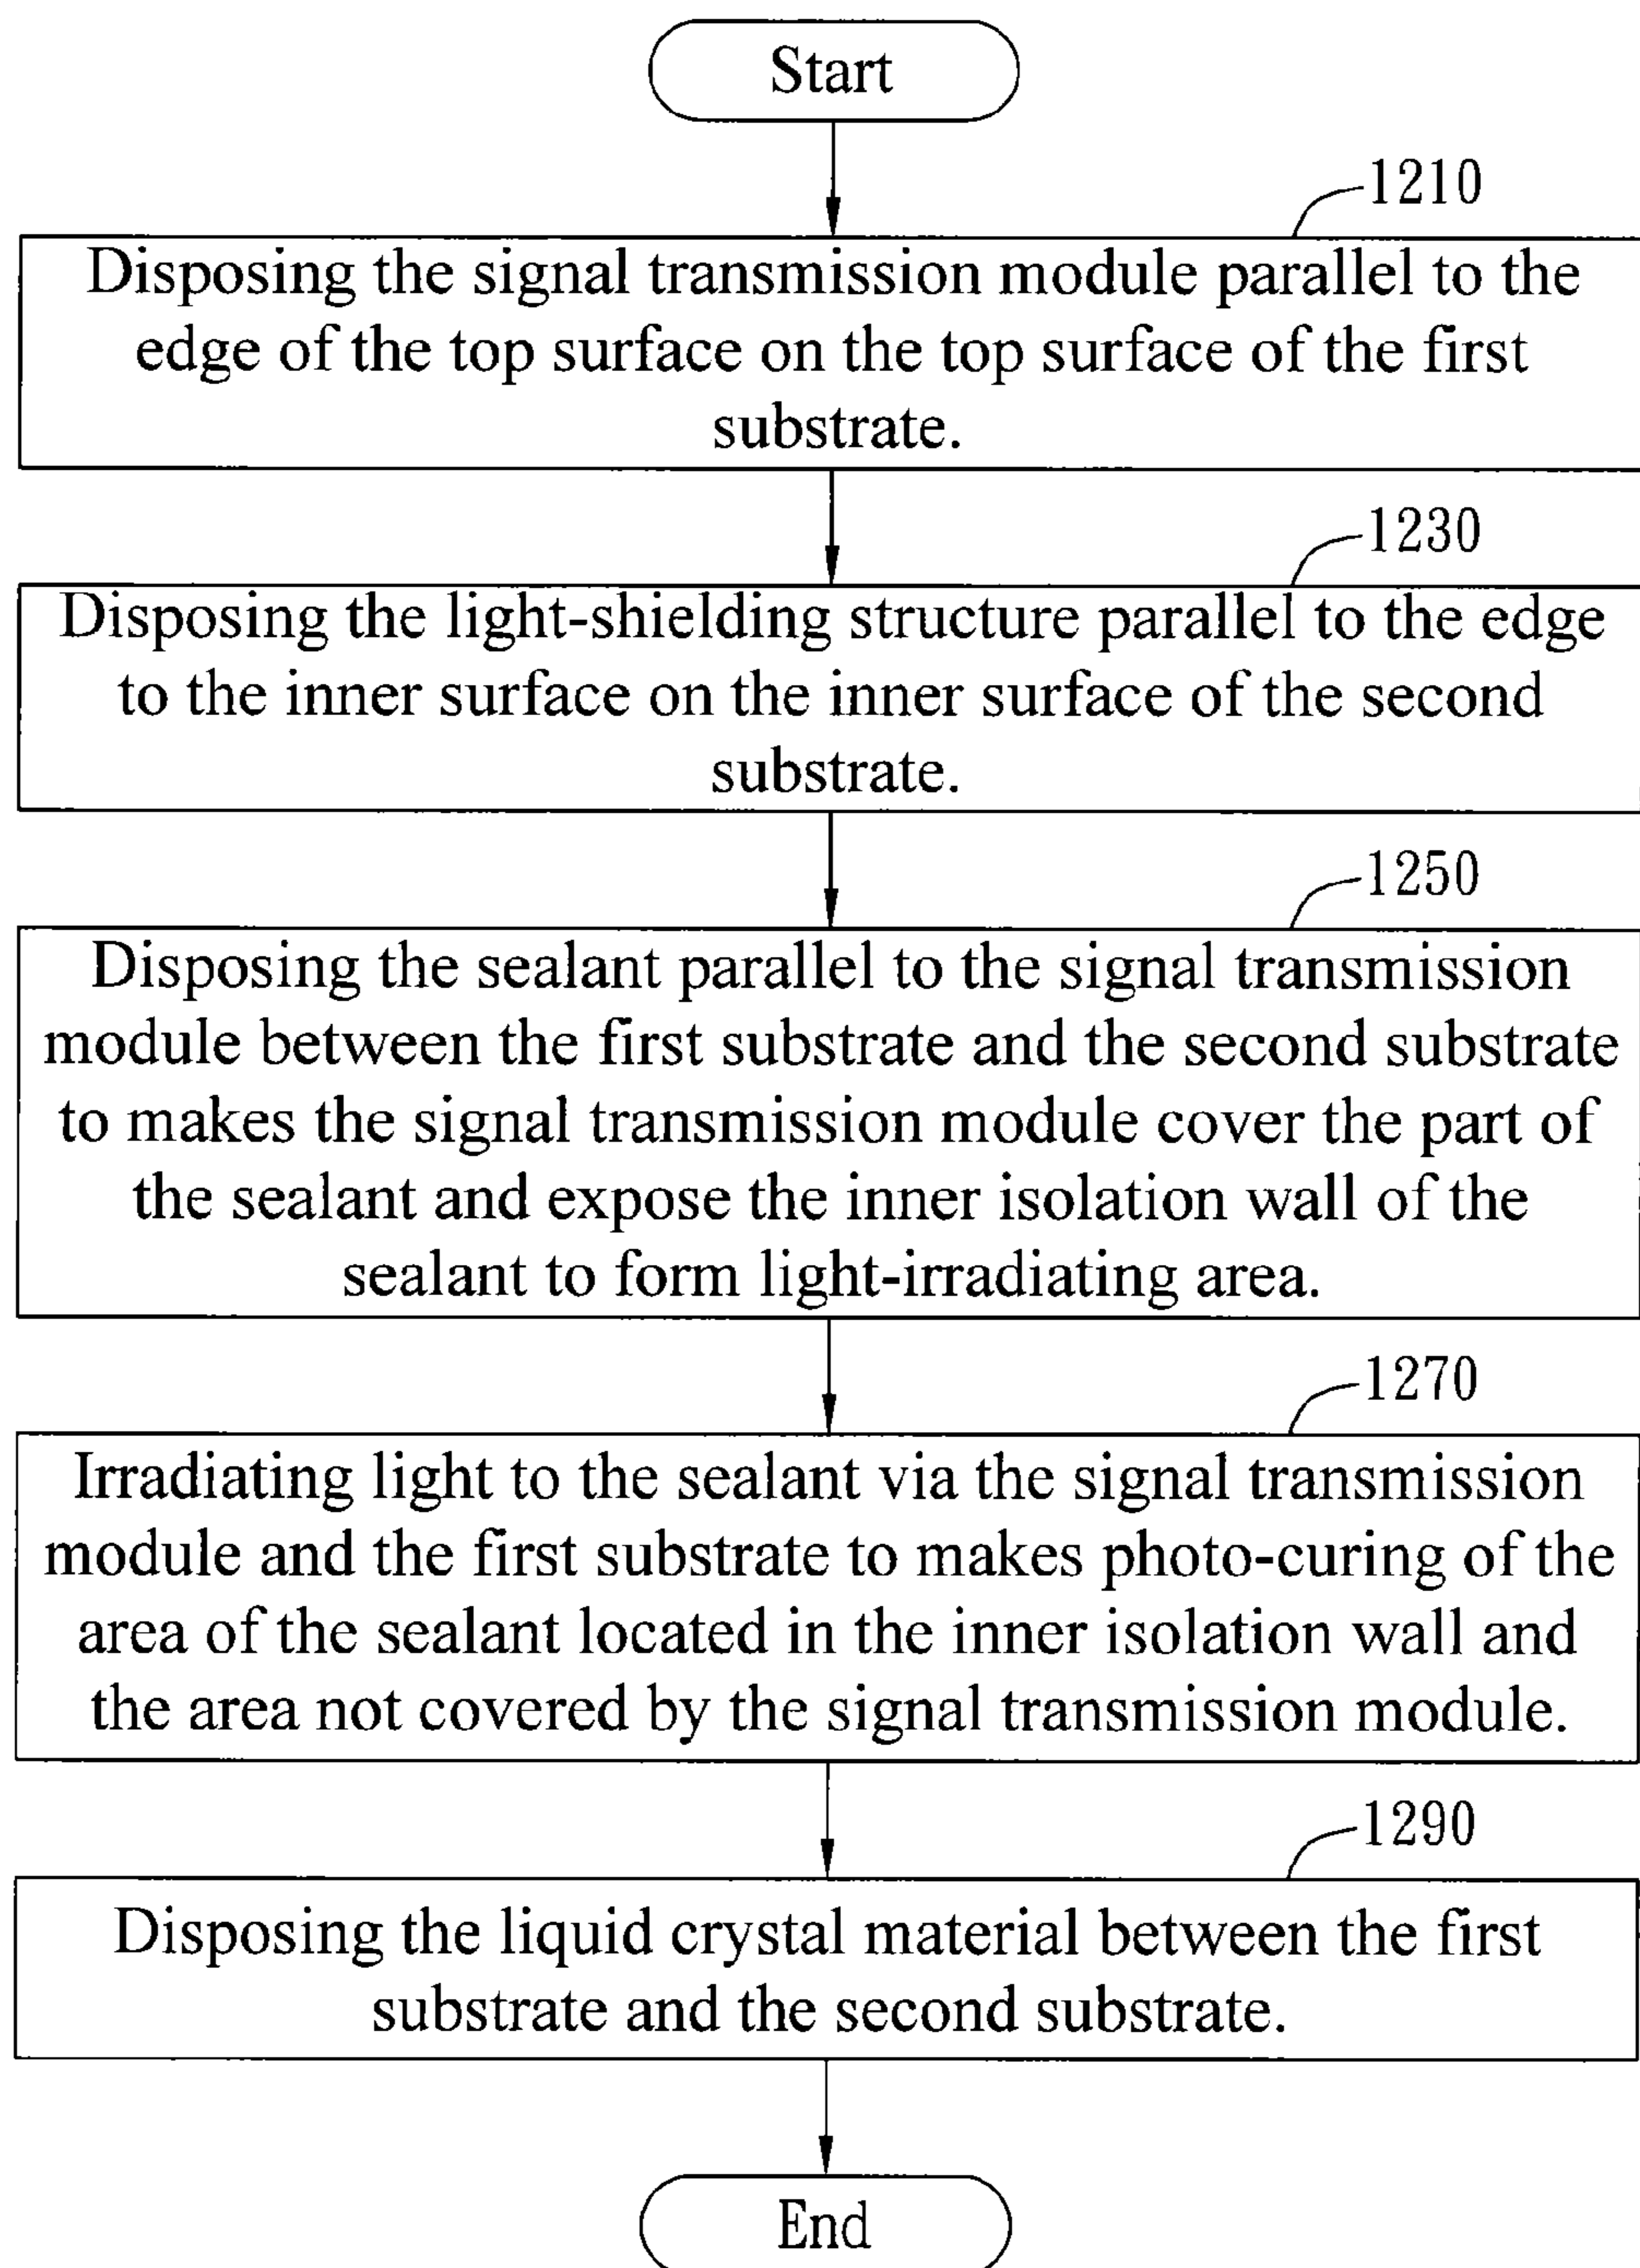 Start
1210
Disposing the signal transmission module parallel to the
edge of the top surface on the top surface of the first
substrate.
1230
Disposing the light-shielding structure parallel to the edge
to the inner surface on the inner surface of the second
substrate.
1250
Disposing the sealant parallel to the signal transmission
module between the first substrate and the second substrate
to makes the signal transmission module cover the part of
the sealant and expose the inner isolation wall of the
sealant to form light-irradiating area.
1270
Irradiating light to the sealant via the signal transmission
module and the first substrate to makes photo-curing of the
area of the sealant located in the inner isolation wall and
the area not covered by the signal transmission module.
1290
Disposing the liquid crystal material between the first
substrate and the second substrate.
End